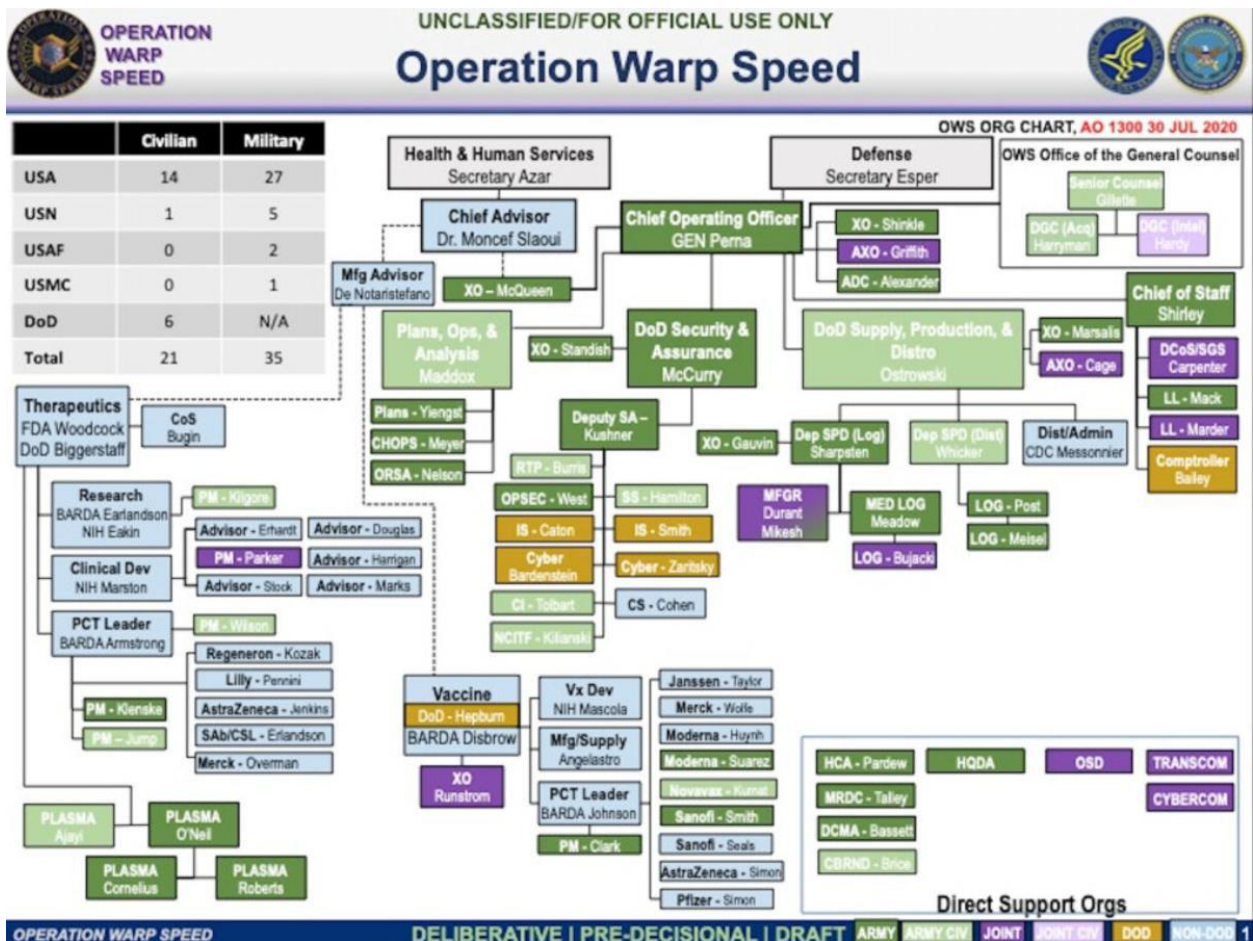 OPERATION
WARP
SPEED
UNCLASSIFIED/FOR OFFICIAL USE ONLY
Operation Warp Speed
OWS ORG CHART, AO 1300 30 JUL 2020
Civilian Military
USA 14 27
USN 1 5
USAF 0 2
USMC 0 1
DoD 6 N/A
Total 21 35
Health & Human Services
Secretary Azar
Defense
Secretary Esper
OWS Office of the General Counsel
Senior Counsel
Gillette
DGC (Acq)
Harryman
DGC (Intel)
Hardy
Chief Advisor
Dr. Moncef Slaoui
Chief Operating Officer
GEN Perna
XO - Shinkle
AXO - Griffith
ADC - Alexander
Mfg Advisor
De Notaristefano
XO – McQueen
Chief of Staff
Shirley
Plans, Ops, &
Analysis
Maddox
XO - Standish
DoD Security &
Assurance
McCurry
DoD Supply, Production, &
Distro
Ostrowski
XO - Marsalis
AXO - Cage
DCoS/SGS
Carpenter
LL - Mack
LL - Marder
Comptroller
Bailey
Plans - Yiengst
CHOPS - Meyer
ORSA - Nelson
Deputy SA –
Kushner
XO - Gauvin
Dep SPD (Log)
Sharpsten
Dep SPD (Dist)
Whicker
Dist/Admin
CDC Messonnier
RTP - Burris
OPSEC - West
SS - Hamilton
IS - Caton
IS - Smith
Cyber
Bardenstein
Cyber - Zaritsky
CI - Tolbart
CS - Cohen
NCITF - Kilianski
MFGR
Durant
Mikesh
MED LOG
Meadow
LOG - Bujacki
LOG - Post
LOG - Meisel
Therapeutics
FDA Woodcock
DoD Biggerstaff
CoS
Bugin
Research
BARDA Earlandson
NIH Eakin
PM - Kilgore
Clinical Dev
NIH Marston
Advisor - Erhardt
Advisor - Douglas
PM - Parker
Advisor - Harrigan
Advisor - Stock
Advisor - Marks
PCT Leader
BARDA Armstrong
PM - Wilson
Regeneron - Kozak
Lilly - Pennini
AstraZeneca - Jenkins
SAb/CSL - Erlandson
Merck - Overman
PM - Klenske
PM – Jump
PLASMA
Ajayi
PLASMA
O'Neil
PLASMA
Cornelius
PLASMA
Roberts
Vaccine
DoD - Hepburn
BARDA Disbrow
XO
Runstrom
Vx Dev
NIH Mascola
Mfg/Supply
Angelastro
PCT Leader
BARDA Johnson
PM - Clark
Janssen - Taylor
Merck - Wolfe
Moderna - Huynh
Moderna - Suarez
Novavax - Kurnat
Sanofi - Smith
Sanofi - Seals
AstraZeneca - Simon
Pfizer - Simon
HCA - Pardew
HQDA
OSD
TRANSCOM
MRDC - Talley
CYBERCOM
DCMA - Bassett
CBRND - Brice
Direct Support Orgs
OPERATION WARP SPEED
DELIBERATIVE | PRE-DECISIONAL | DRAFT
ARMY ARMY CIV JOINT JOINT CIV DOD NON-DOD 1